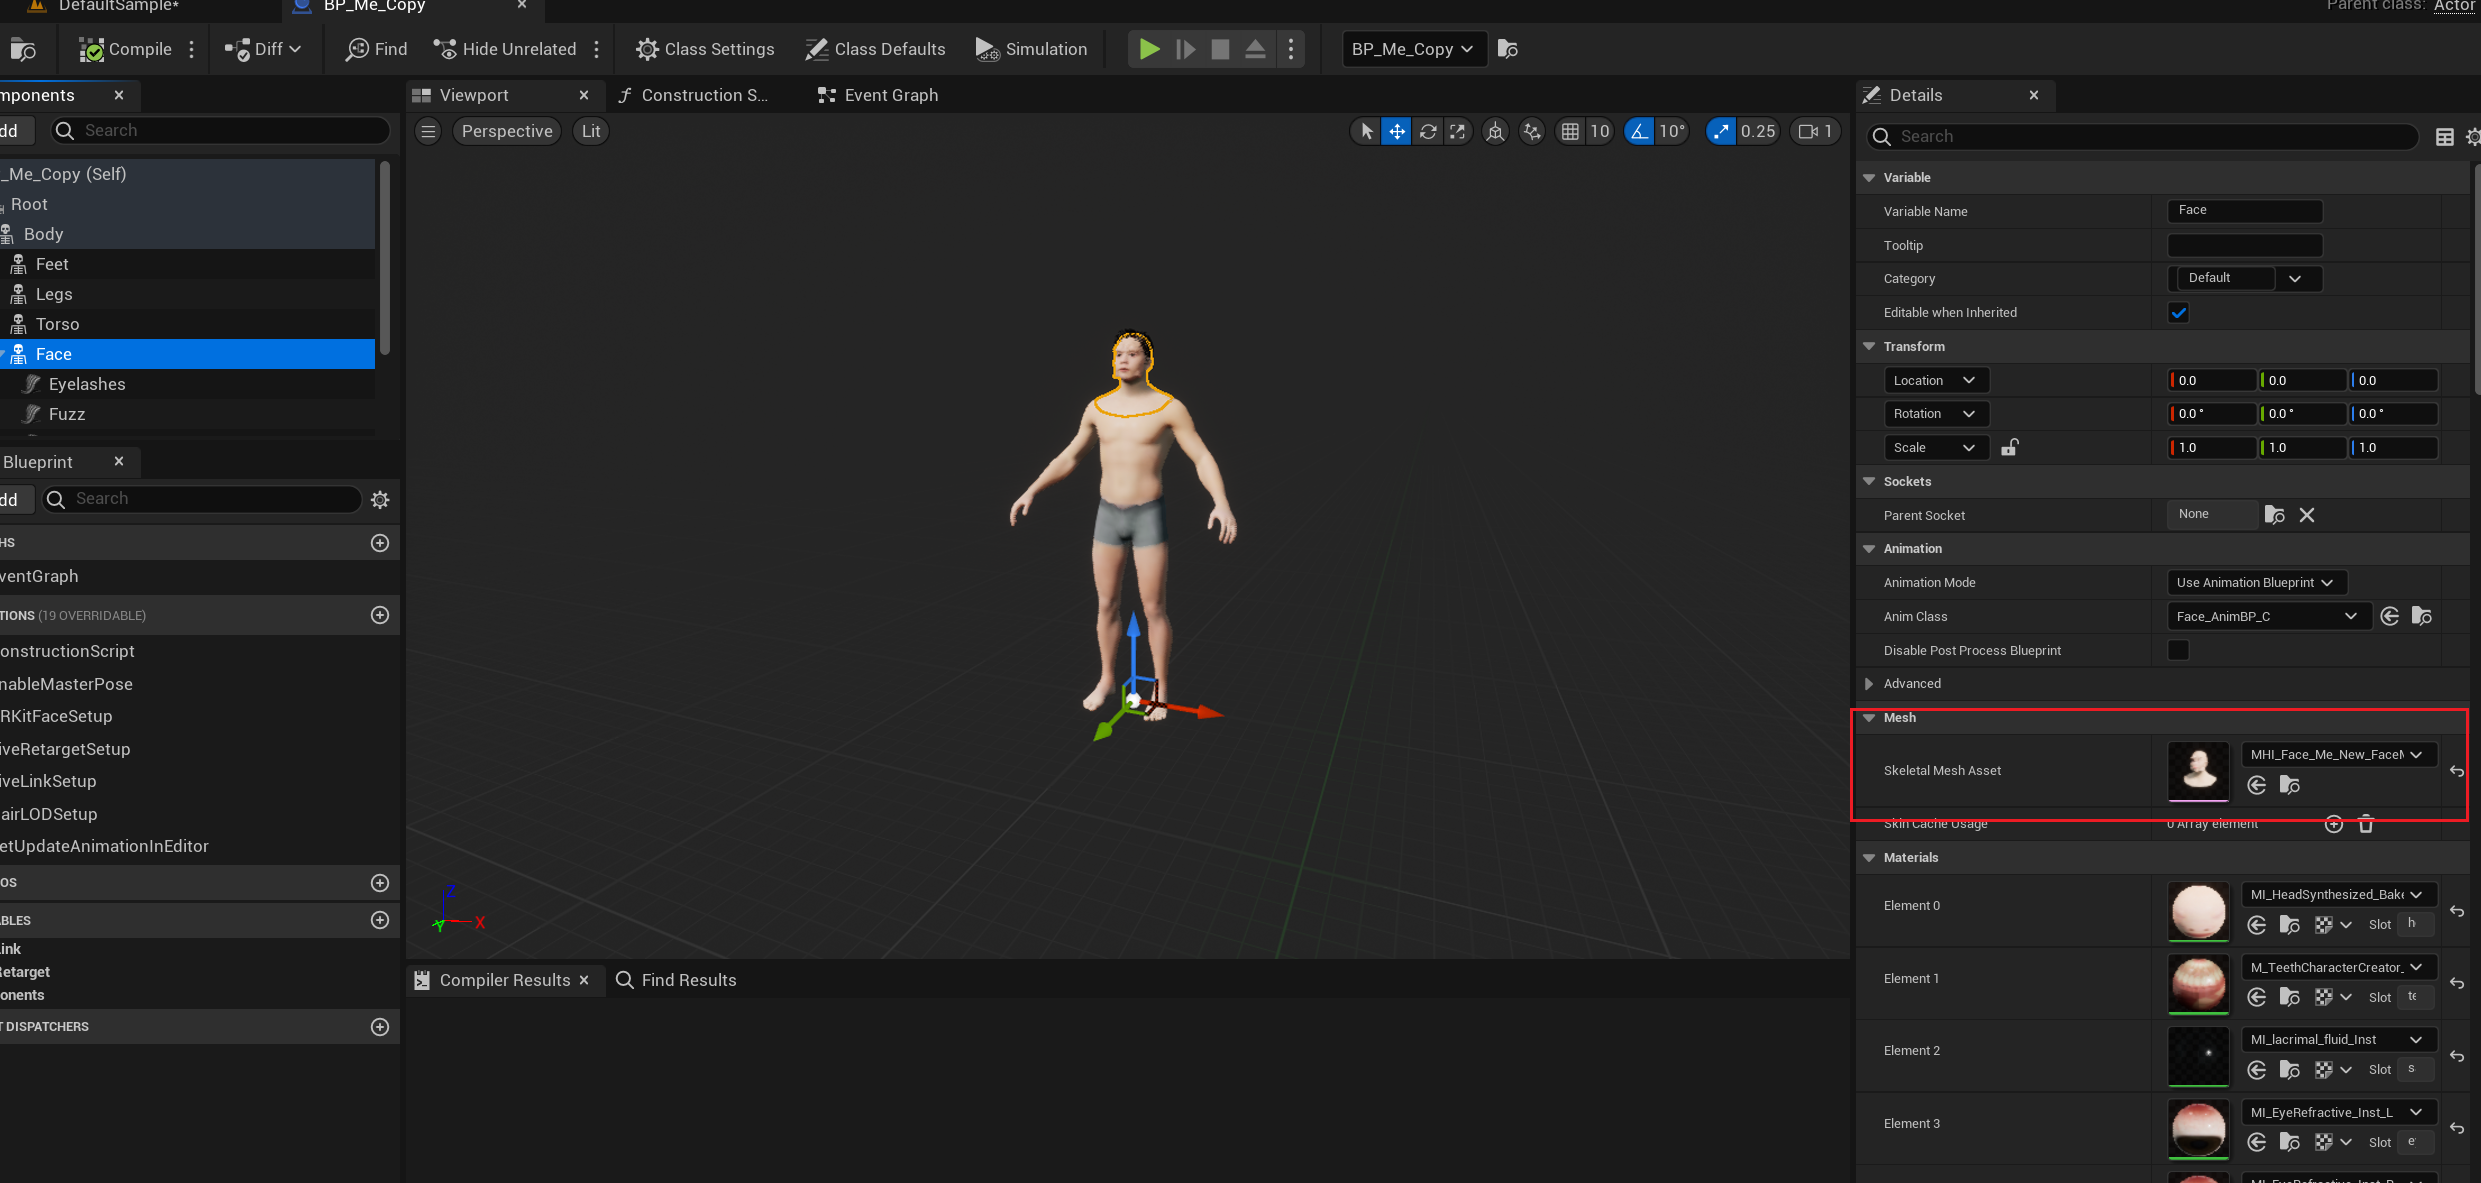 DefaultSample*
BP_Me_Copy
Parent class: Actor
Compile
Diff
Find
Hide Unrelated
Class Settings
Class Defaults
Simulation
BP_Me_Copy
mponents
dd
Search
_Me_Copy (Self)
Root
Body
Feet
Legs
Torso
Face
Eyelashes
Fuzz
Blueprint
dd
Search
HS
ventGraph
TIONS (19 OVERRIDABLE)
onstructionScript
nableMasterPose
RKitFaceSetup
iveRetargetSetup
iveLinkSetup
airLODSetup
etUpdateAnimationInEditor
OS
ABLES
ink
Retarget
onents
T DISPATCHERS
Viewport
Construction S...
Event Graph
Perspective
Lit
10
10°
0.25
1
Z
Y
X
Compiler Results
Find Results
Details
Search
Variable
Variable Name
Face
Tooltip
Category
Default
Editable when Inherited
Transform
Location
0.0
0.0
0.0
Rotation
0.0 °
0.0 °
0.0 °
Scale
1.0
1.0
1.0
Sockets
Parent Socket
None
Animation
Animation Mode
Use Animation Blueprint
Anim Class
Face_AnimBP_C
Disable Post Process Blueprint
Advanced
Mesh
Skeletal Mesh Asset
MHI_Face_Me_New_FaceM
Skin Cache Usage
0 Array element
Materials
Element 0
MI_HeadSynthesized_Bake
Slot
h
Element 1
M_TeethCharacterCreator_
Slot
te
Element 2
MI_lacrimal_fluid_Inst
Slot
s
Element 3
MI_EyeRefractive_Inst_L
Slot
e